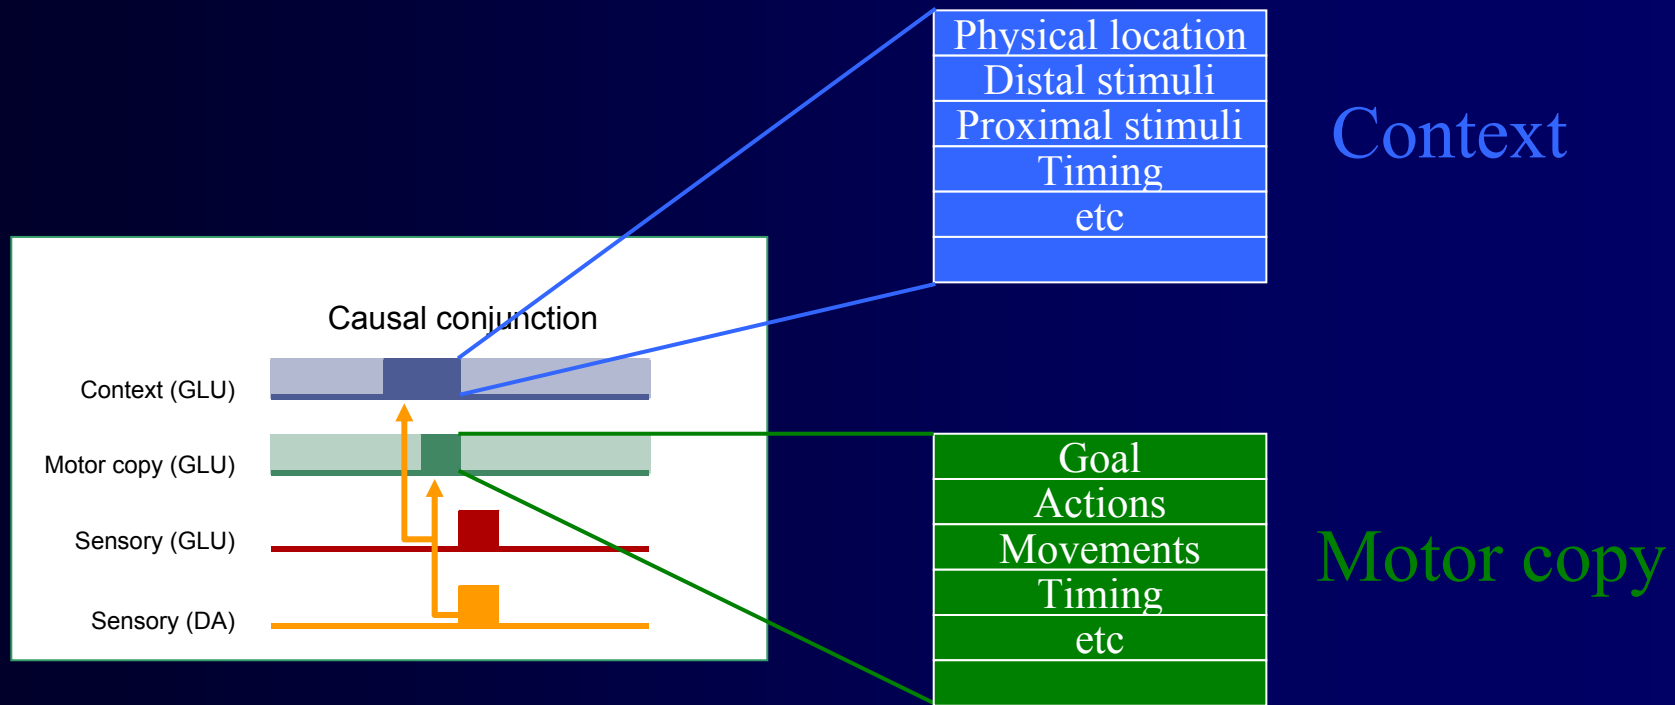 Physical location
Distal stimuli
Proximal stimuli
Timing
etc
Context
Causal conjunction
Context (GLU)
Motor copy (GLU)
Sensory (GLU)
Sensory (DA)
Goal
Actions
Movements
Timing
etc
Motor copy